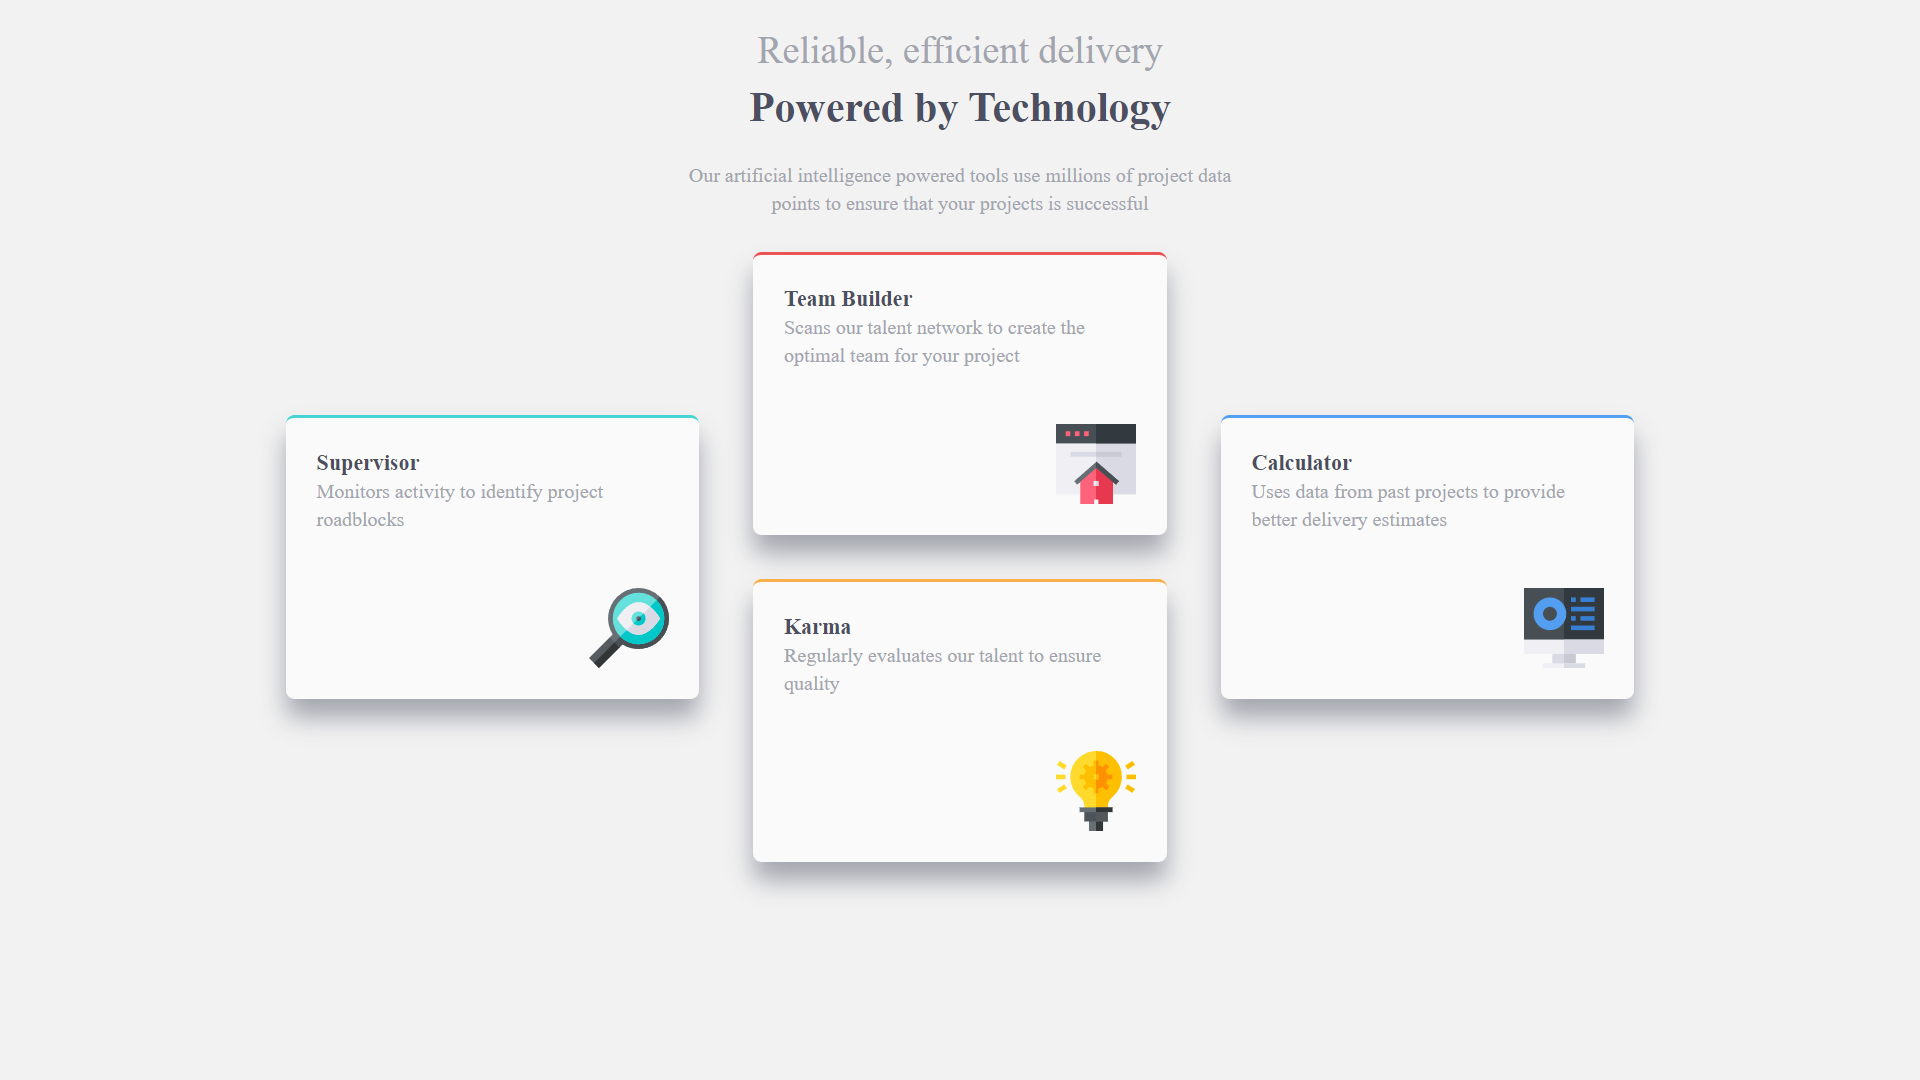 Reliable, efficient delivery
Powered by Technology
Our artificial intelligence powered tools use millions of project data
points to ensure that your projects is successful
Team Builder
Scans our talent network to create the
optimal team for your project
Supervisor
Monitors activity to identify project
roadblocks
Calculator
Uses data from past projects to provide
better delivery estimates
Karma
Regularly evaluates our talent to ensure
quality